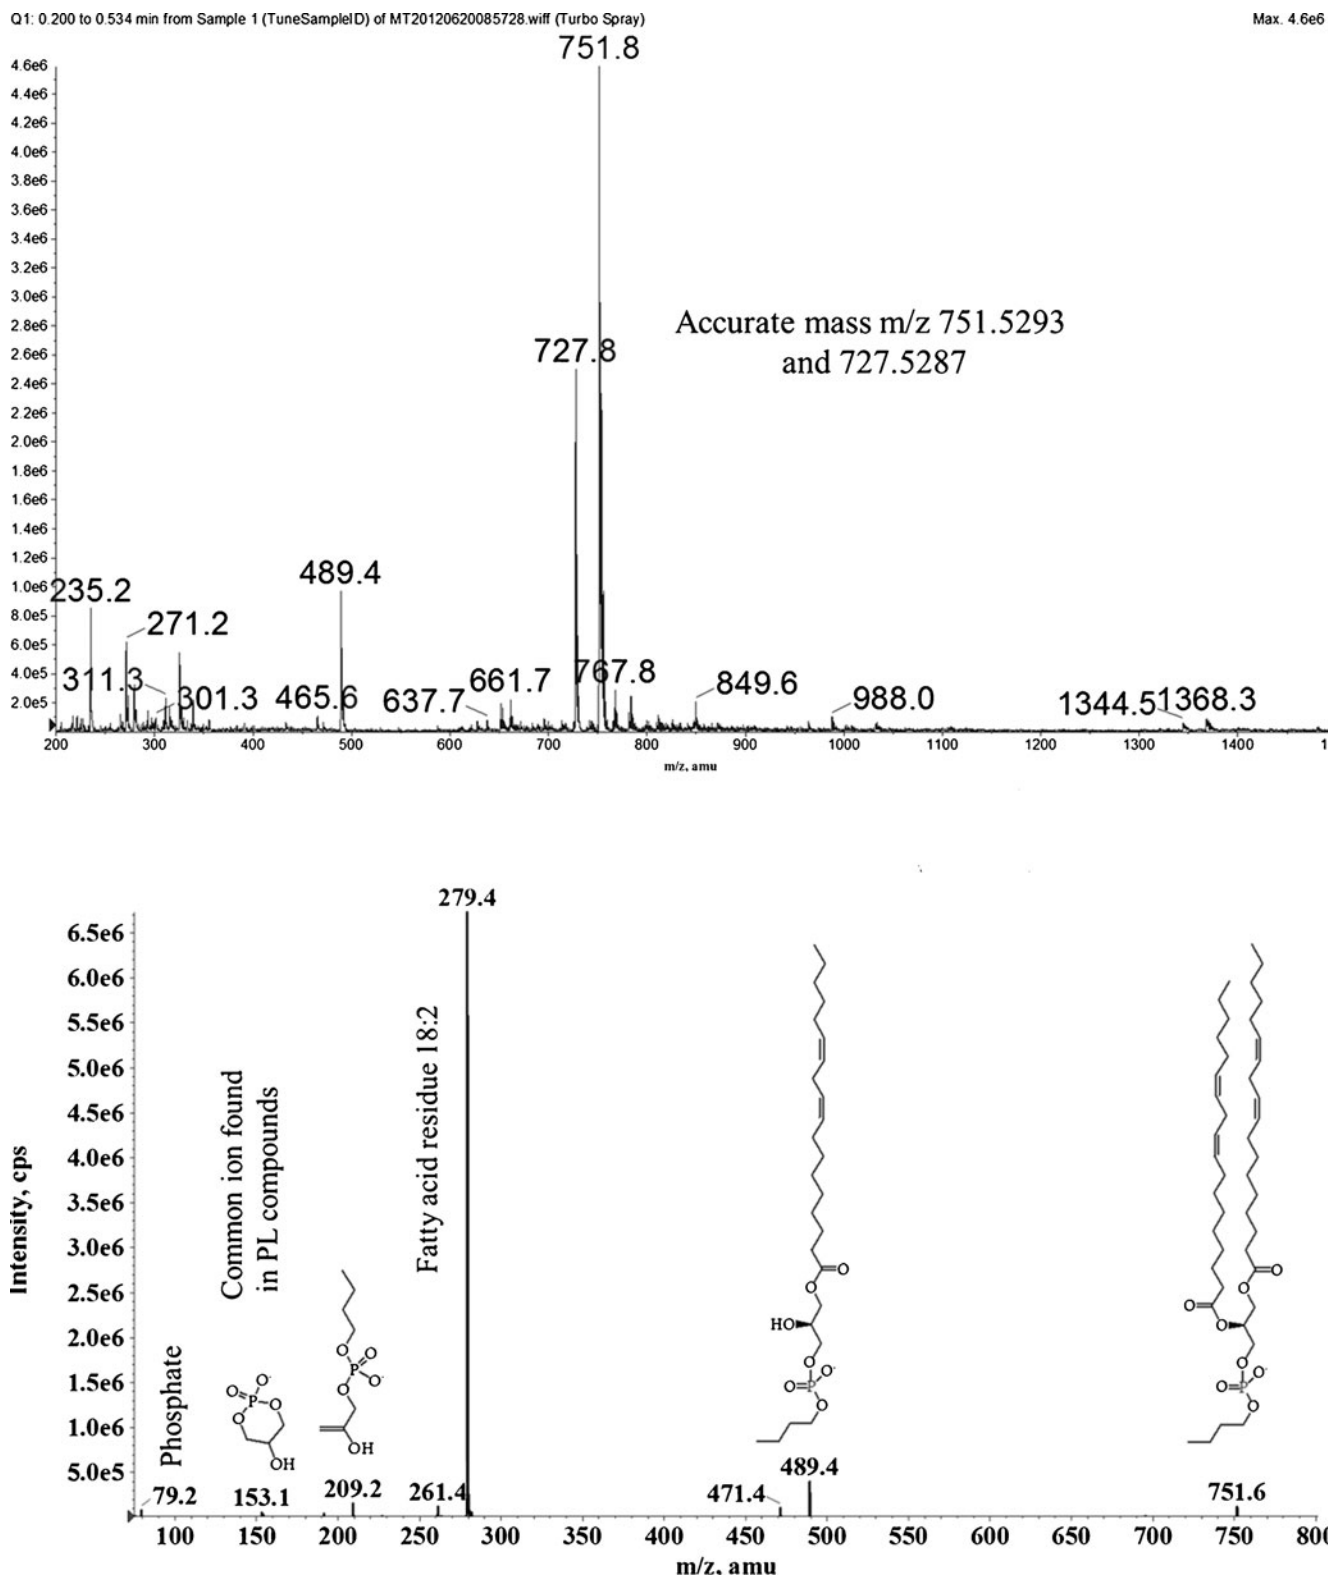 Q1: 0.200 to 0.534 min from Sample 1 (TuneSampleID) of MT20120620085728.wiff (Turbo Spray)
Max. 4.6e6
751.8
4.6e6
4.4e6
4.2e6
4.0e6
3.8e6
3.6e6
3.4e6
3.2e6
3.0e6
2.8e6
2.6e6
2.4e6
2.2e6
2.0e6
1.8e6
1.6e6
1.4e6
1.2e6
1.0e6
8.0e5
6.0e5
4.0e5
2.0e5
Accurate mass m/z 751.5293
and 727.5287
727.8
489.4
235.2
271.2
311.3
301.3
465.6
637.7
661.7
767.8
849.6
988.0
1344.5
1368.3
200 300 400 500 600 700 800 900 1000 1100 1200 1300 1400 1
m/z, amu
279.4
6.5e6
6.0e6
5.5e6
5.0e6
4.5e6
4.0e6
3.5e6
3.0e6
2.5e6
2.0e6
1.5e6
1.0e6
5.0e5
Intensity, cps
Phosphate
Common ion found
in PL compounds
Fatty acid residue 18:2
O O⁻
P
O O
OH
O O
P
O O⁻
OH
O
O
HO
O
O P O⁻
O
O
O O
O
O
O P O⁻
O
79.2
153.1
209.2
261.4
471.4
489.4
751.6
100 150 200 250 300 350 400 450 500 550 600 650 700 750 800
m/z, amu